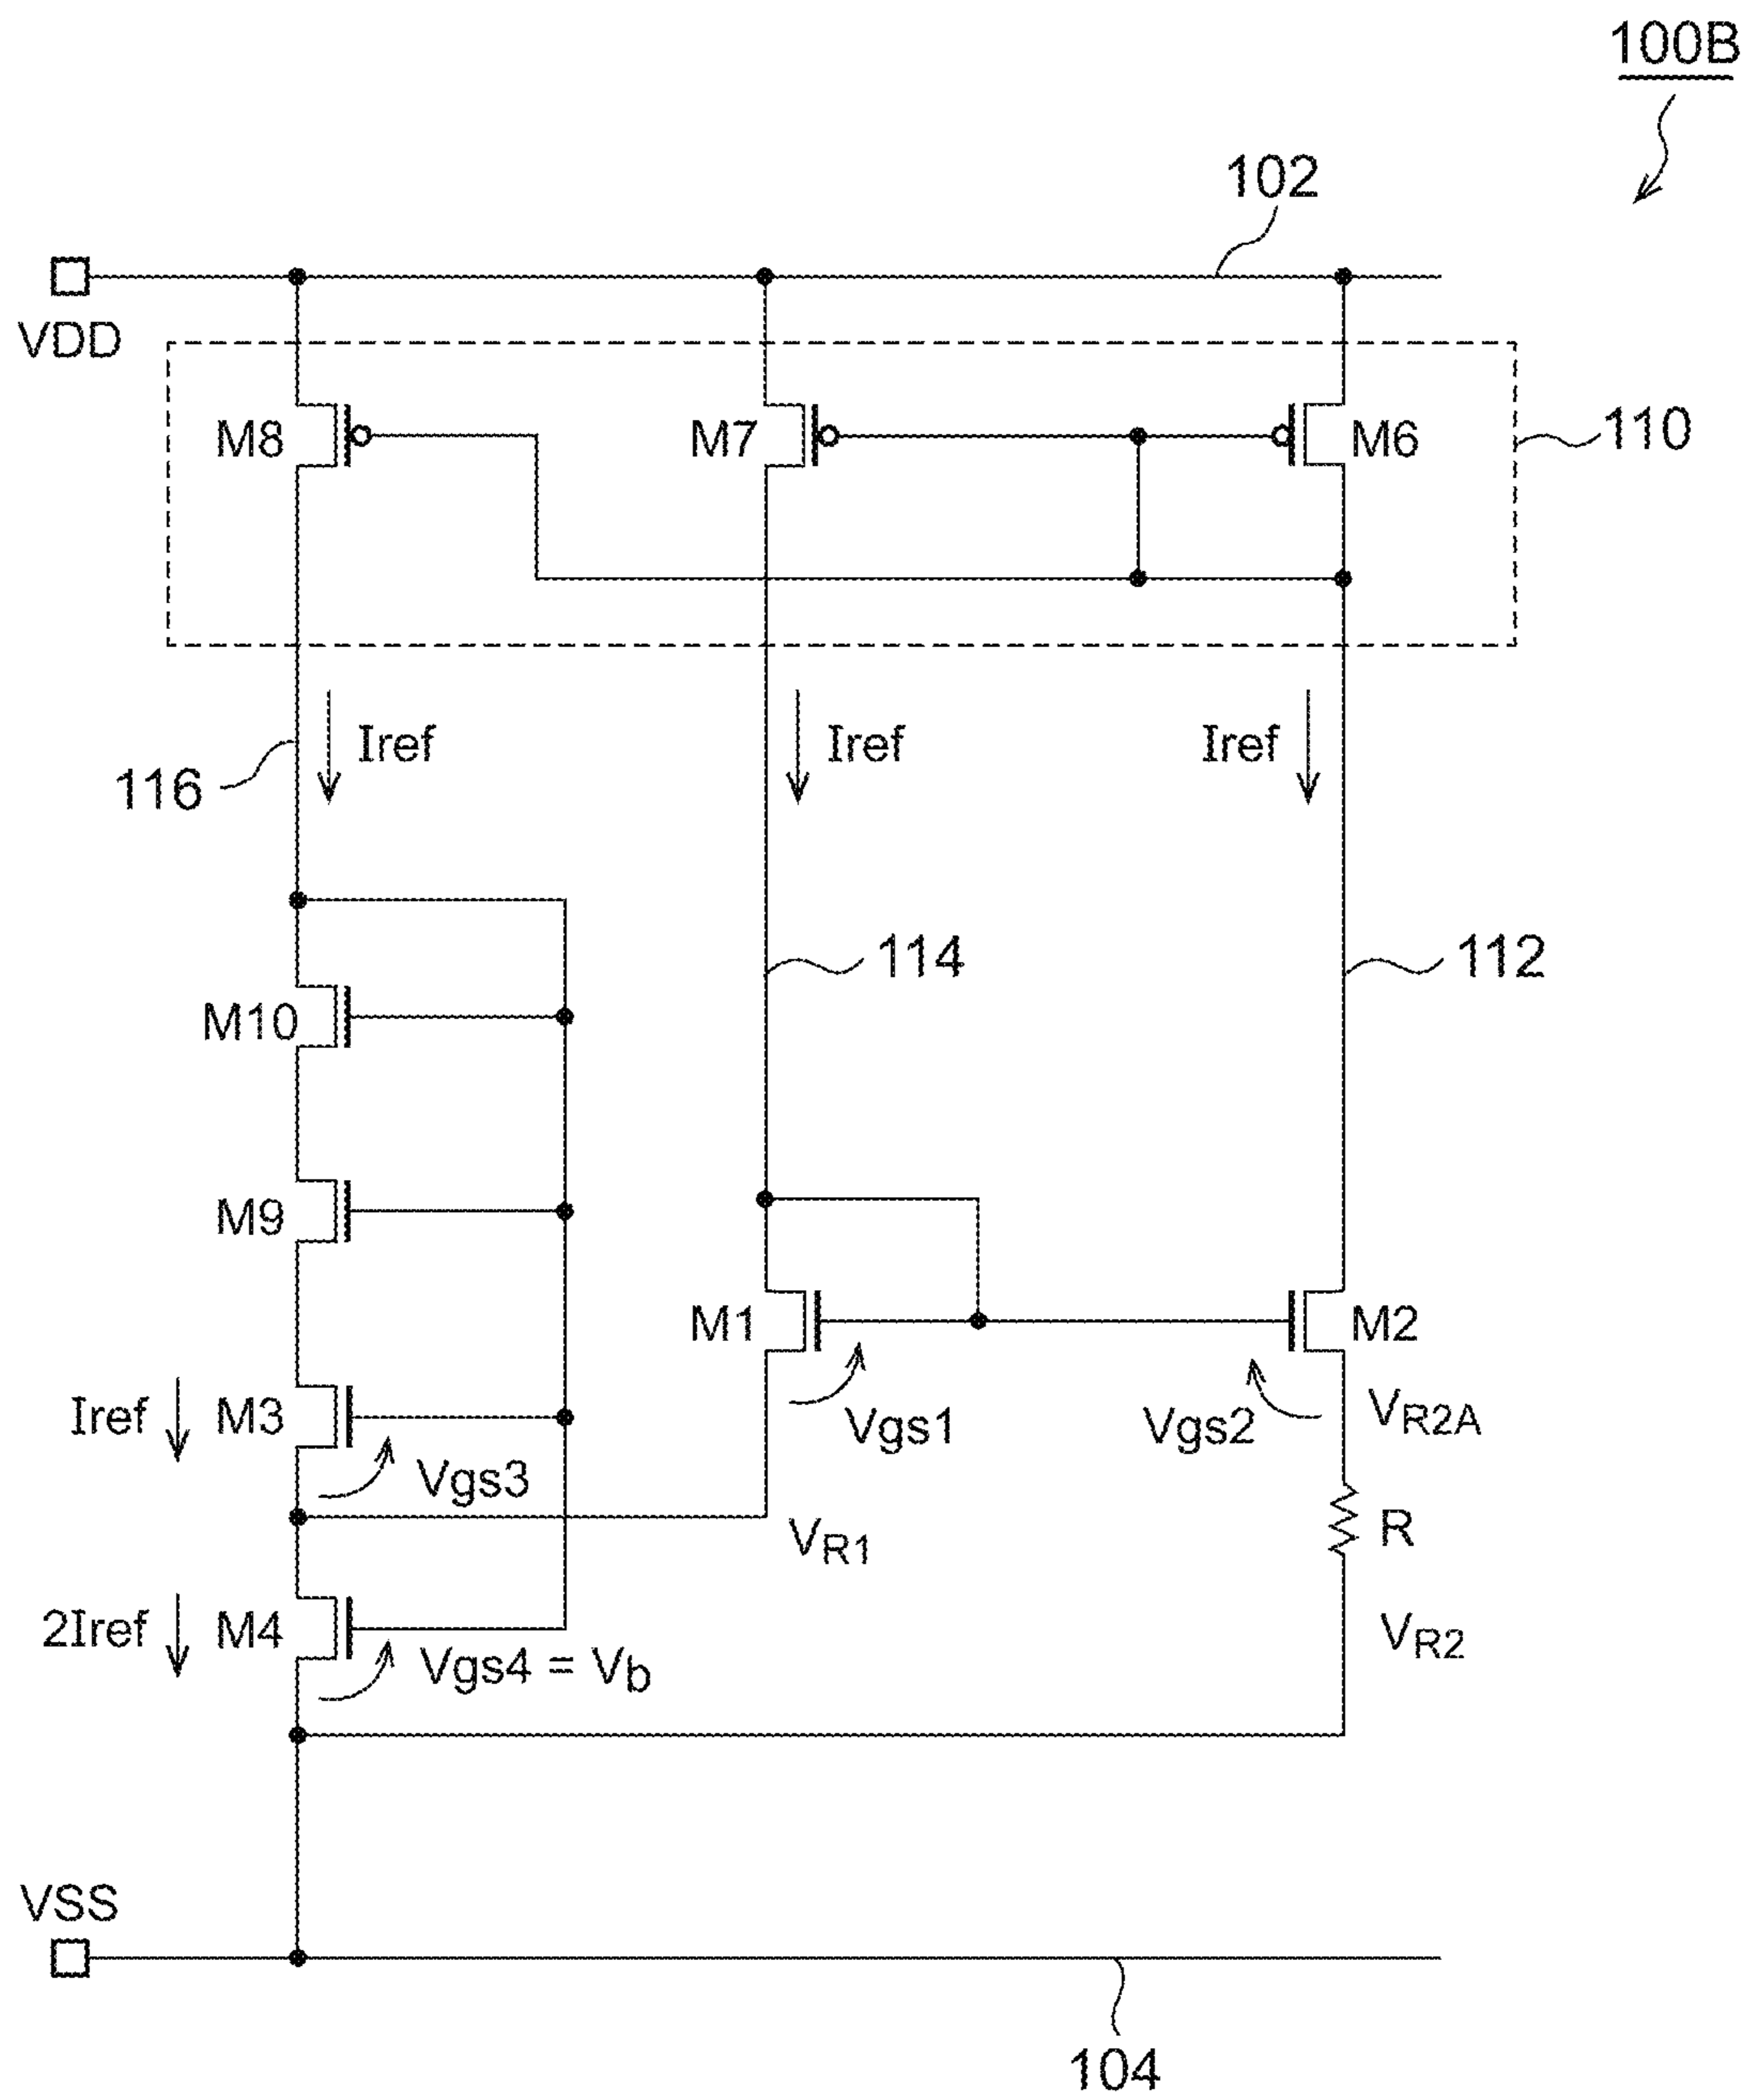 100B
102
VDD
M8
M7
M6
110
Iref
Iref
Iref
116
114
112
M10
M9
M1
M2
Iref
M3
Vgs1
Vgs2
VR2A
Vgs3
VR1
R
2Iref
M4
Vgs4 = Vb
VR2
VSS
104